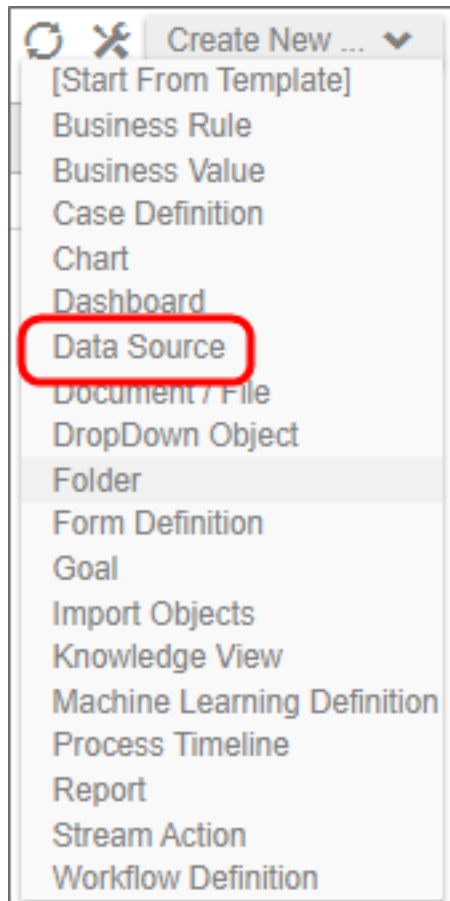 Create New ...
[Start From Template]
Business Rule
Business Value
Case Definition
Chart
Dashboard
Data Source
Document / File
DropDown Object
Folder
Form Definition
Goal
Import Objects
Knowledge View
Machine Learning Definition
Process Timeline
Report
Stream Action
Workflow Definition